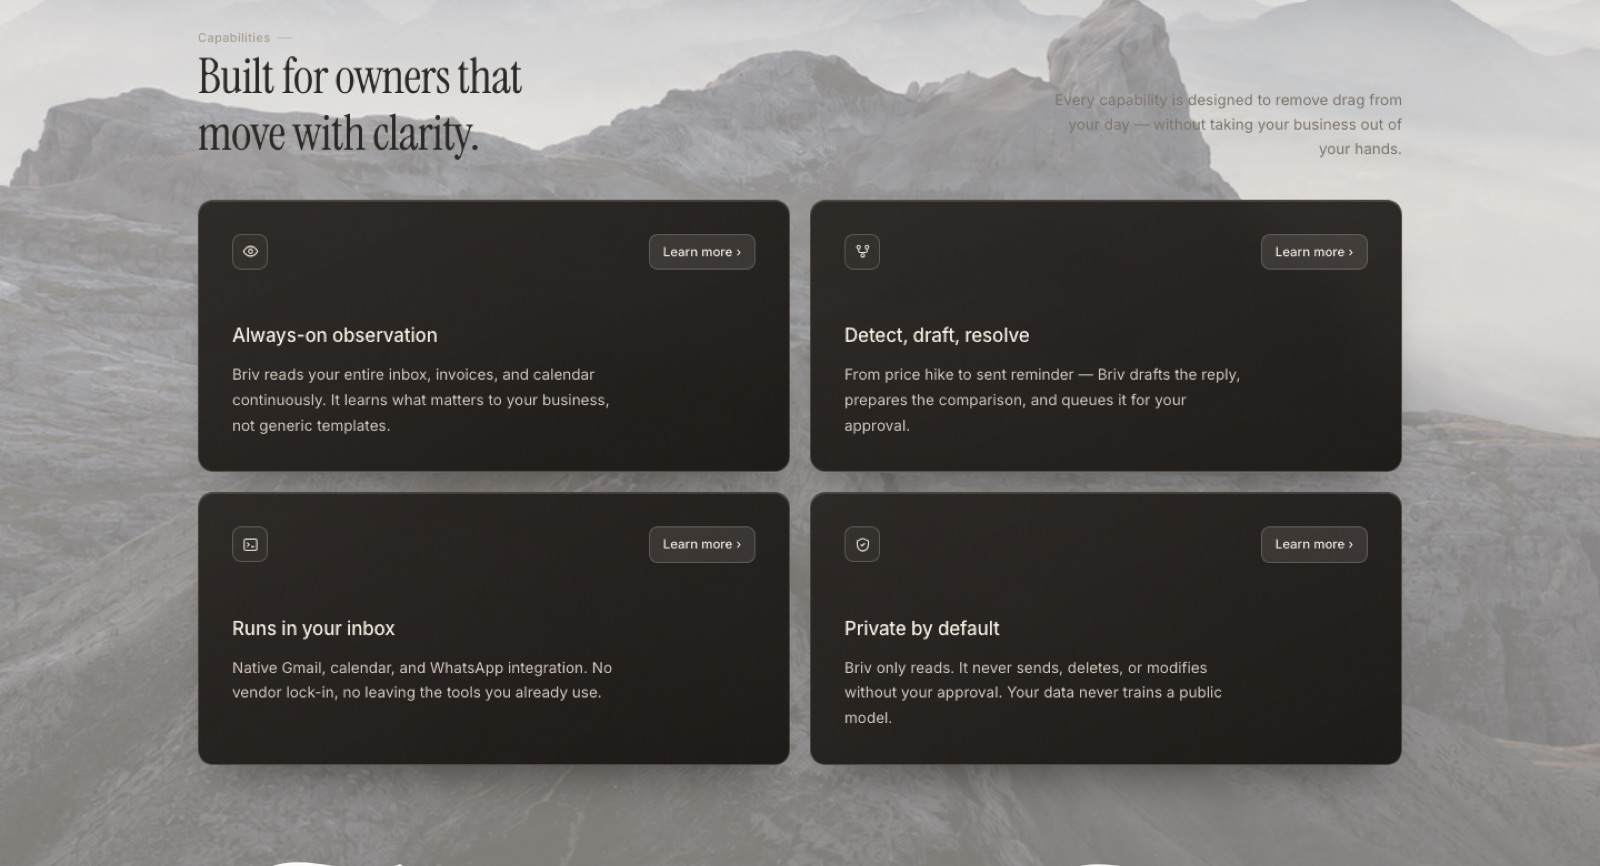 Capabilities
Built for owners that
move with clarity.
Every capability is designed to remove drag from
your day — without taking your business out of
your hands.
Learn more ›
Always-on observation
Briv reads your entire inbox, invoices, and calendar
continuously. It learns what matters to your business,
not generic templates.
Learn more ›
Detect, draft, resolve
From price hike to sent reminder — Briv drafts the reply,
prepares the comparison, and queues it for your
approval.
Learn more ›
Runs in your inbox
Native Gmail, calendar, and WhatsApp integration. No
vendor lock-in, no leaving the tools you already use.
Learn more ›
Private by default
Briv only reads. It never sends, deletes, or modifies
without your approval. Your data never trains a public
model.